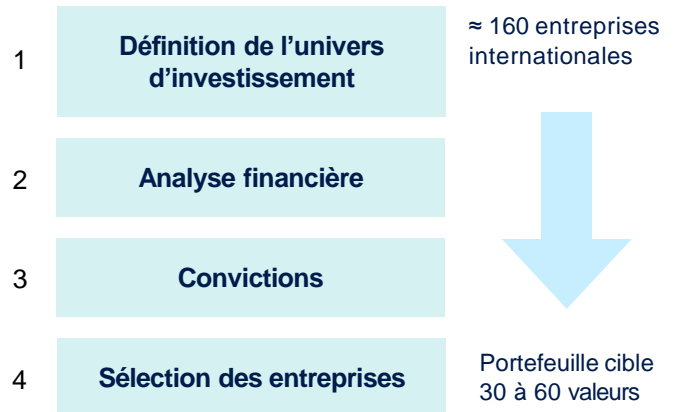 1
Définition de l’univers
d’investissement
≈ 160 entreprises
internationales
2
Analyse financière
3
Convictions
4
Sélection des entreprises
Portefeuille cible
30 à 60 valeurs